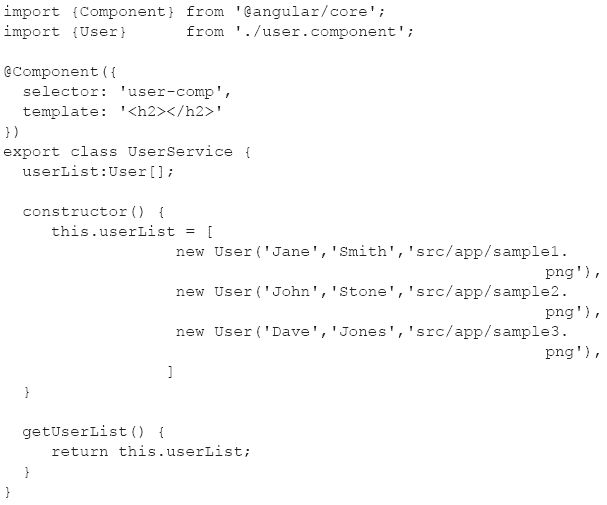 import {Component} from '@angular/core';
import {User}      from './user.component';

@Component({
  selector: 'user-comp',
  template: '<h2></h2>'
})
export class UserService {
  userList:User[];

  constructor() {
     this.userList = [
                  new User('Jane','Smith','src/app/sample1.
                                                         png'),
                  new User('John','Stone','src/app/sample2.
                                                         png'),
                  new User('Dave','Jones','src/app/sample3.
                                                         png'),
                 ]
  }

  getUserList() {
     return this.userList;
  }
}